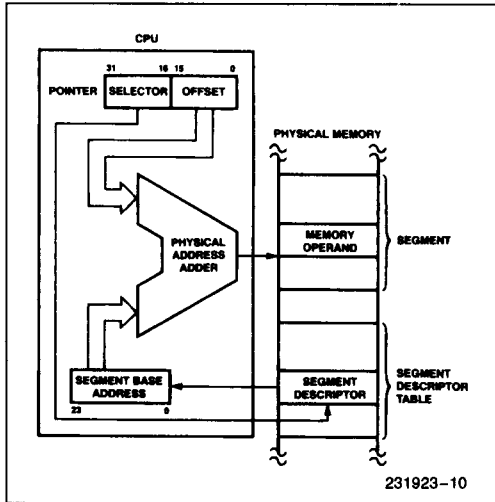 CPU
31 16 15 0
POINTER SELECTOR OFFSET
PHYSICAL MEMORY
MEMORY
OPERAND
SEGMENT
PHYSICAL
ADDRESS
ADDER
SEGMENT BASE
ADDRESS
23 0
SEGMENT
DESCRIPTOR
SEGMENT
DESCRIPTOR
TABLE
231923-10